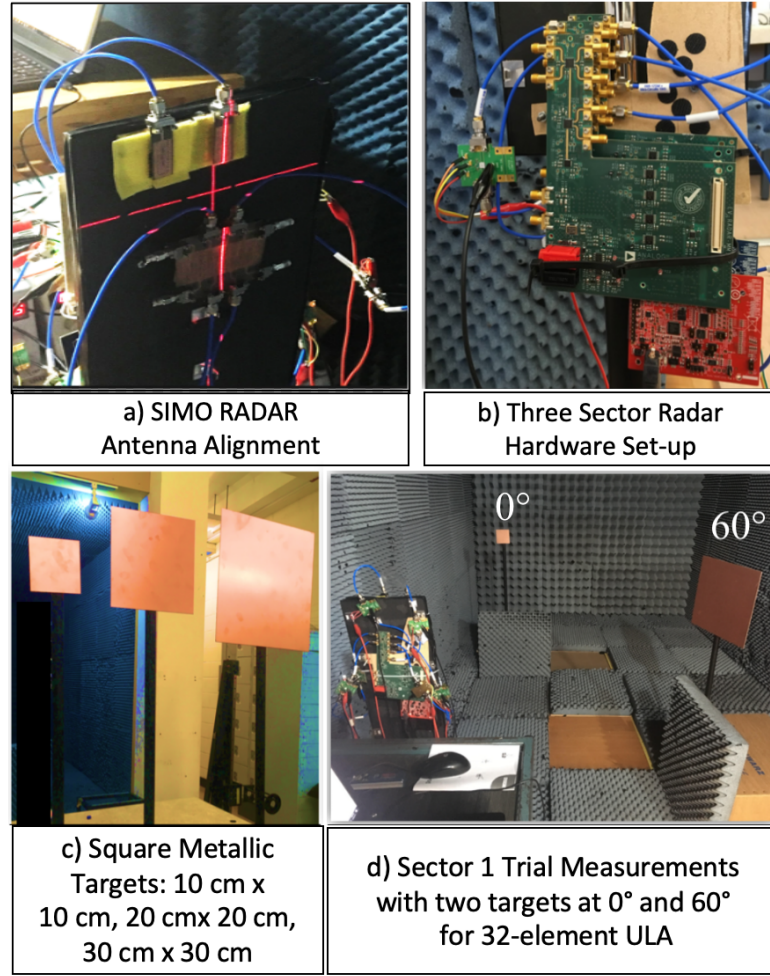 a) SIMO RADAR
Antenna Alignment
b) Three Sector Radar
Hardware Set-up
0°
60°
c) Square Metallic
Targets: 10 cm x
10 cm, 20 cmx 20 cm,
30 cm x 30 cm
d) Sector 1 Trial Measurements
with two targets at 0° and 60°
for 32-element ULA